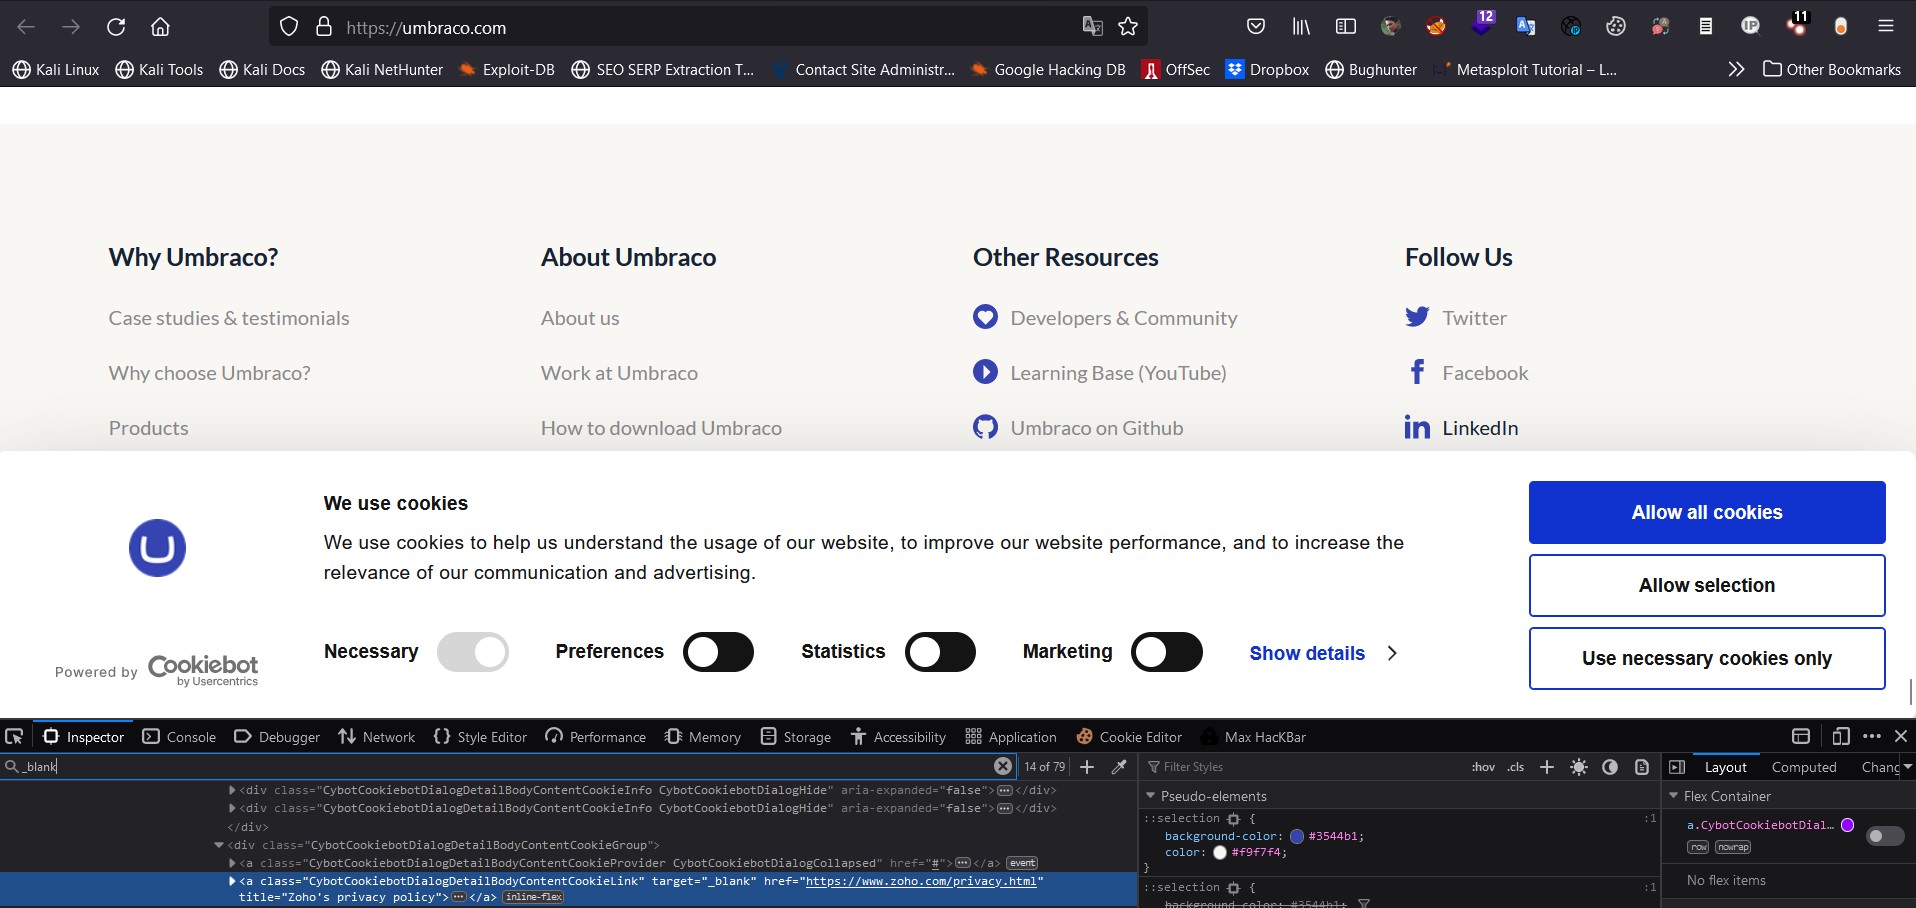 https://umbraco.com
12
11
Kali Linux Kali Tools Kali Docs Kali NetHunter Exploit-DB SEO SERP Extraction T... Contact Site Administr... Google Hacking DB OffSec Dropbox Bughunter Metasploit Tutorial – L... Other Bookmarks
Why Umbraco?
Case studies & testimonials
Why choose Umbraco?
Products
About Umbraco
About us
Work at Umbraco
How to download Umbraco
Other Resources
Developers & Community
Learning Base (YouTube)
Umbraco on Github
Follow Us
Twitter
Facebook
LinkedIn
Powered by Cookiebot
by Usercentrics
We use cookies
We use cookies to help us understand the usage of our website, to improve our website performance, and to increase the
relevance of our communication and advertising.
Necessary Preferences Statistics Marketing Show details
Allow all cookies
Allow selection
Use necessary cookies only
Inspector Console Debugger Network Style Editor Performance Memory Storage Accessibility Application Cookie Editor Max HacKBar
_blank 14 of 79
<div class="CybotCookiebotDialogDetailBodyContentCookieInfo CybotCookiebotDialogHide" aria-expanded="false"></div>
<div class="CybotCookiebotDialogDetailBodyContentCookieInfo CybotCookiebotDialogHide" aria-expanded="false"></div>
</div>
<div class="CybotCookiebotDialogDetailBodyContentCookieGroup">
<a class="CybotCookiebotDialogDetailBodyContentCookieProvider CybotCookiebotDialogCollapsed" href="#"></a> event
<a class="CybotCookiebotDialogDetailBodyContentCookieLink" target="_blank" href="https://www.zoho.com/privacy.html"
title="Zoho's privacy policy"></a> inline-flex
Filter Styles :hov .cls
Pseudo-elements
::selection { :1
background-color: #3544b1;
color: #f9f7f4;
}
::selection { :1
background-color: #3544b1;
Layout Computed Chang
Flex Container
a.CybotCookiebotDial...
row nowrap
No flex items